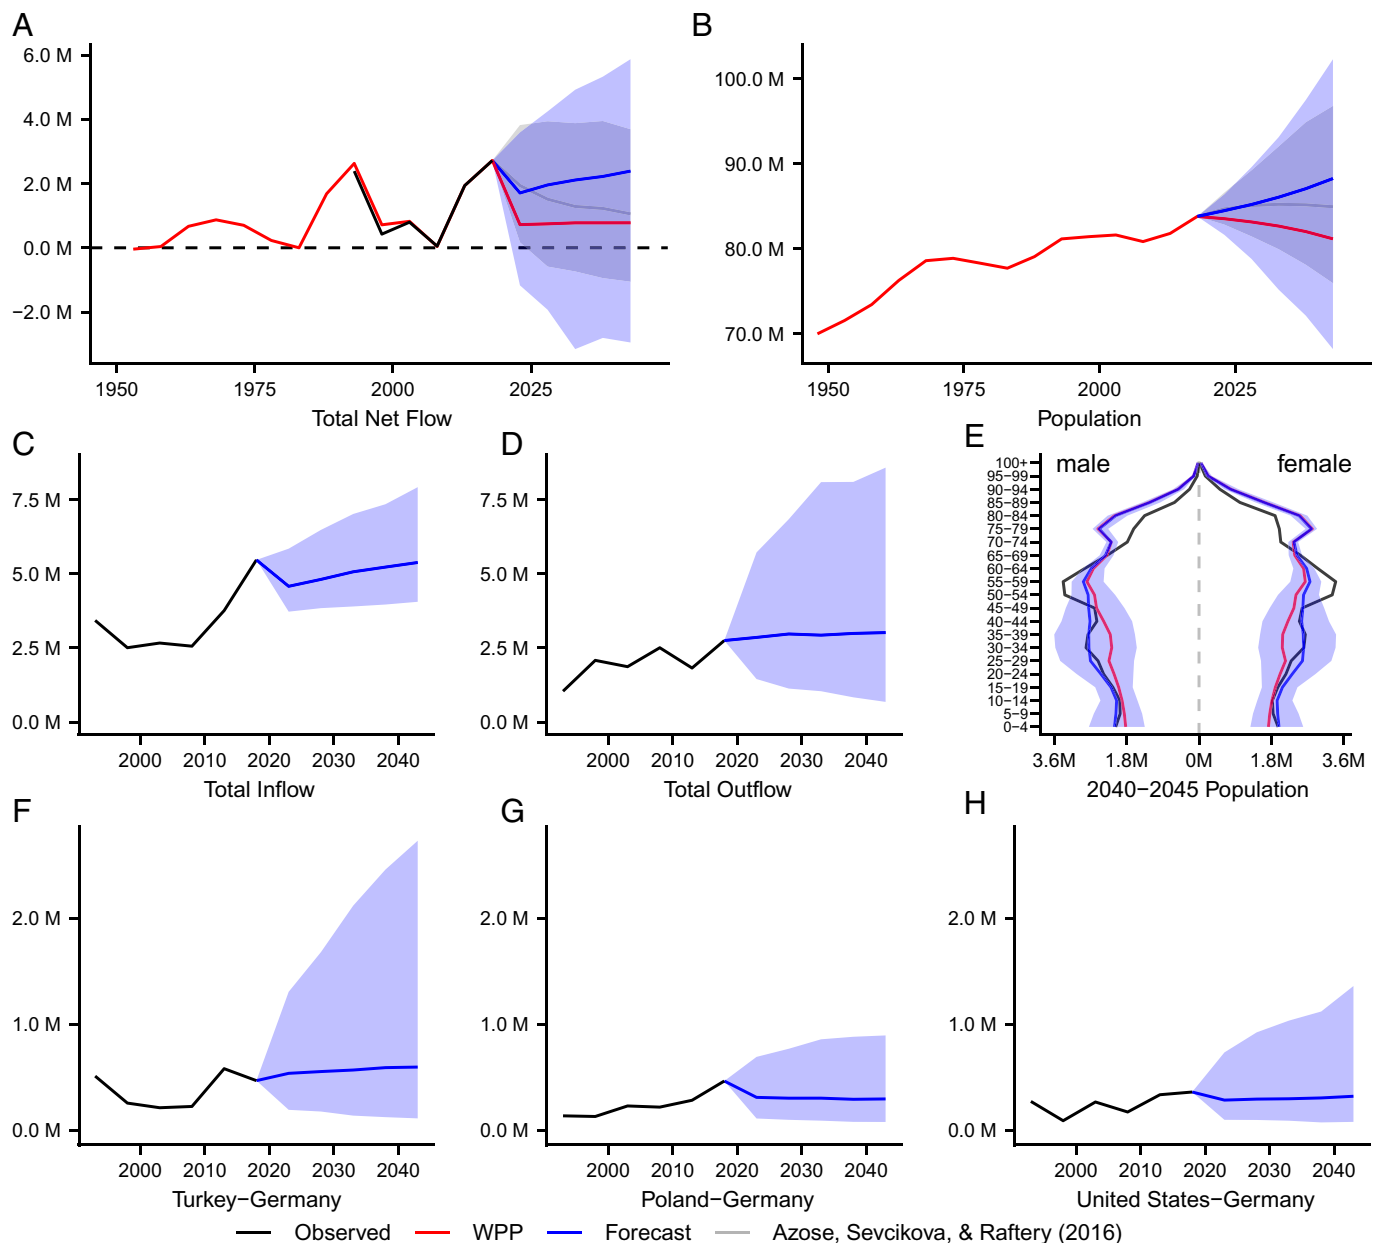 A
6.0 M
4.0 M
2.0 M
0.0 M
−2.0 M
1950 1975 2000 2025
Total Net Flow
B
100.0 M
90.0 M
80.0 M
70.0 M
1950 1975 2000 2025
Population
C
7.5 M
5.0 M
2.5 M
0.0 M
2000 2010 2020 2030 2040
Total Inflow
D
7.5 M
5.0 M
2.5 M
0.0 M
2000 2010 2020 2030 2040
Total Outflow
E
male female
100+
95−99
90−94
85−89
80−84
75−79
70−74
65−69
60−64
55−59
50−54
45−49
40−44
35−39
30−34
25−29
20−24
15−19
10−14
5−9
0−4
3.6M 1.8M 0M 1.8M 3.6M
2040−2045 Population
F
2.0 M
1.0 M
0.0 M
2000 2010 2020 2030 2040
Turkey−Germany
G
2.0 M
1.0 M
0.0 M
2000 2010 2020 2030 2040
Poland−Germany
H
2.0 M
1.0 M
0.0 M
2000 2010 2020 2030 2040
United States−Germany
Observed WPP Forecast Azose, Sevcikova, & Raftery (2016)